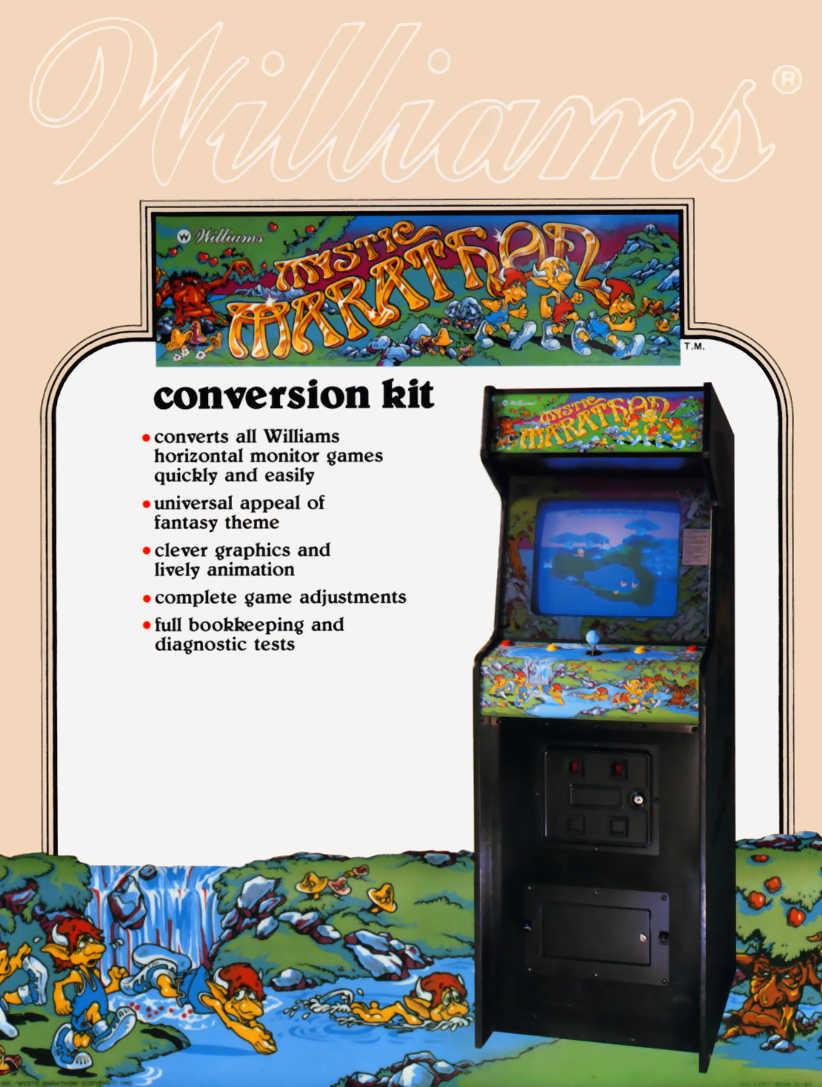 Williams®
W Williams
MYSTIC
MARATHON
T.M.
conversion kit
• converts all Williams
horizontal monitor games
quickly and easily
• universal appeal of
fantasy theme
• clever graphics and
lively animation
• complete game adjustments
• full bookkeeping and
diagnostic tests
Williams
MYSTIC
MARATHON